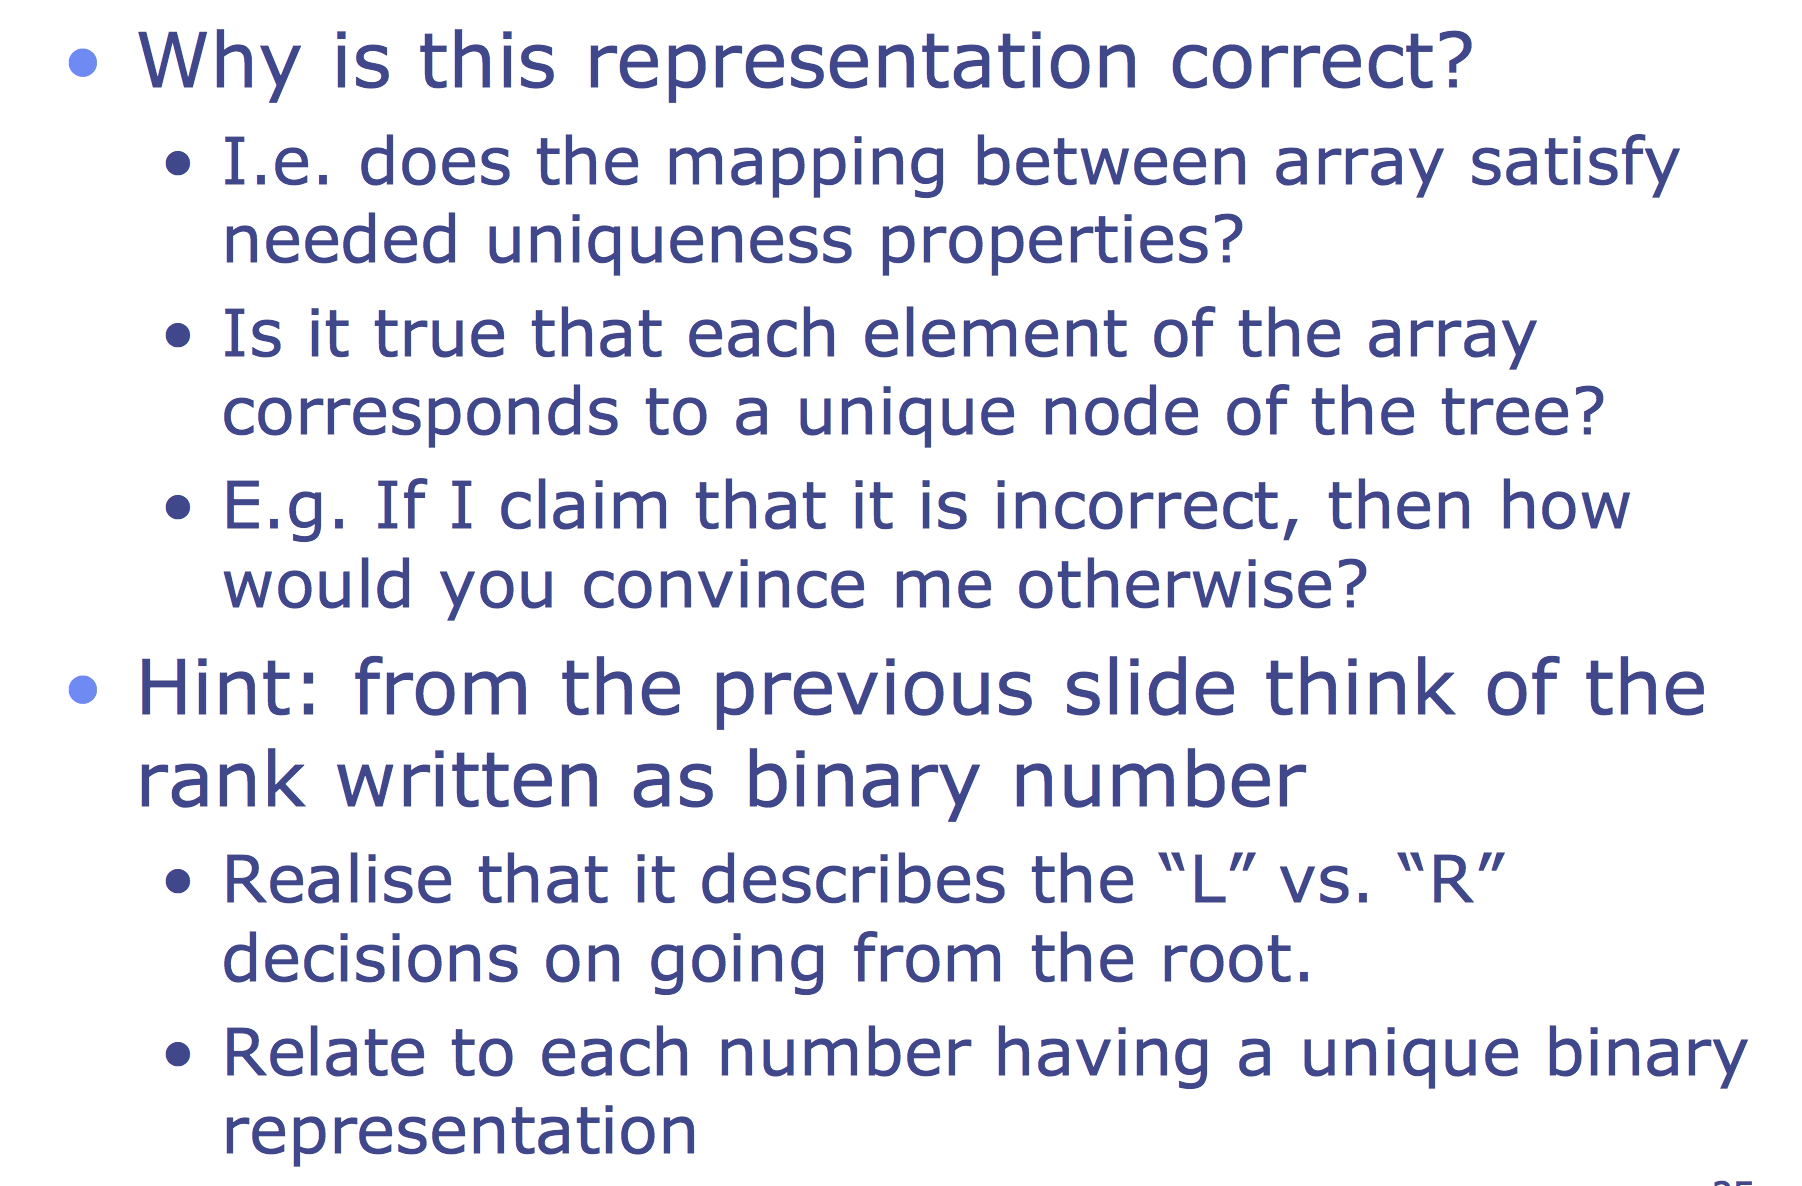 • Why is this representation correct?
• I.e. does the mapping between array satisfy
needed uniqueness properties?
• Is it true that each element of the array
corresponds to a unique node of the tree?
• E.g. If I claim that it is incorrect, then how
would you convince me otherwise?
• Hint: from the previous slide think of the
rank written as binary number
• Realise that it describes the “L” vs. “R”
decisions on going from the root.
• Relate to each number having a unique binary
representation